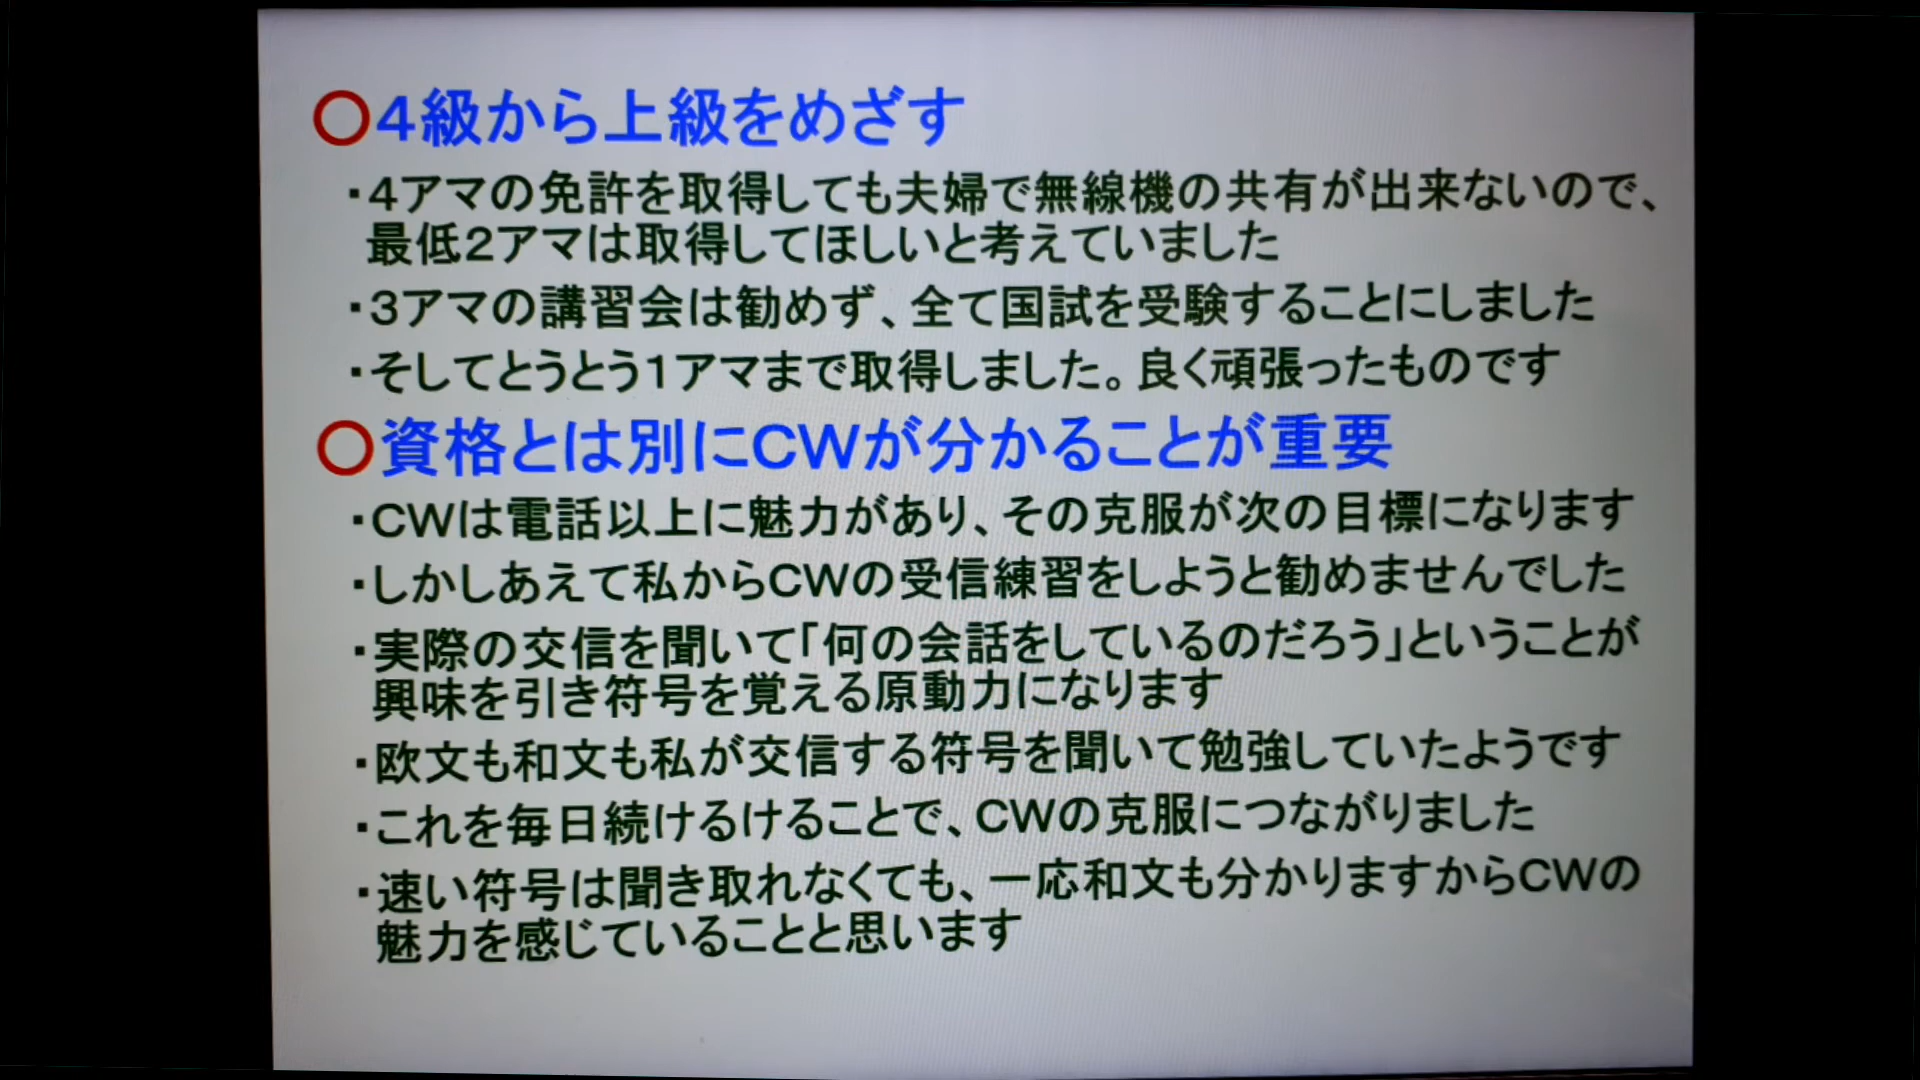 ○４級から上級をめざす
・４アマの免許を取得しても夫婦で無線機の共有が出来ないので、
最低２アマは取得してほしいと考えていました
・３アマの講習会は勧めず、全て国試を受験することにしました
・そしてとうとう１アマまで取得しました。良く頑張ったものです
○資格とは別にＣＷが分かることが重要
・ＣＷは電話以上に魅力があり、その克服が次の目標になります
・しかしあえて私からＣＷの受信練習をしようと勧めませんでした
・実際の交信を聞いて「何の会話をしているのだろう」ということが
興味を引き符号を覚える原動力になります
・欧文も和文も私が交信する符号を聞いて勉強していたようです
・これを毎日続けるけることで、ＣＷの克服につながりました
・速い符号は聞き取れなくても、一応和文も分かりますからＣＷの
魅力を感じていることと思います